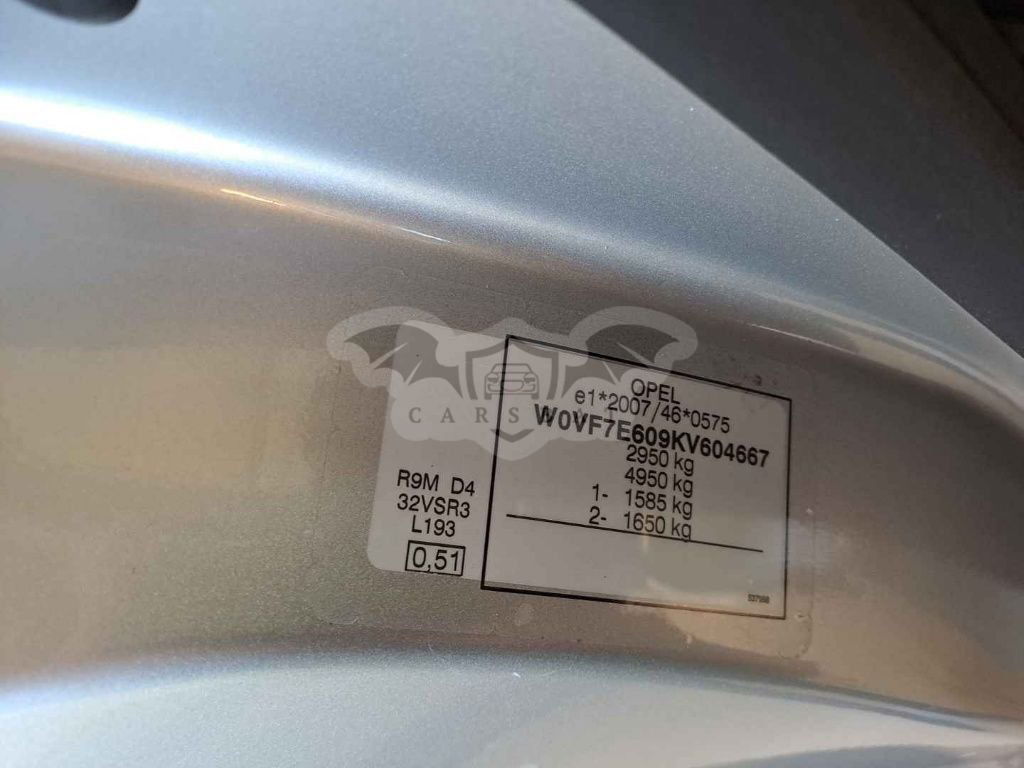 OPEL
e1*2007/46*0575
W0VF7E609KV604667
2950 kg
4950 kg
1- 1585 kg
2- 1650 kg
R9M D4
32VSR3
L193
0,51
CARS